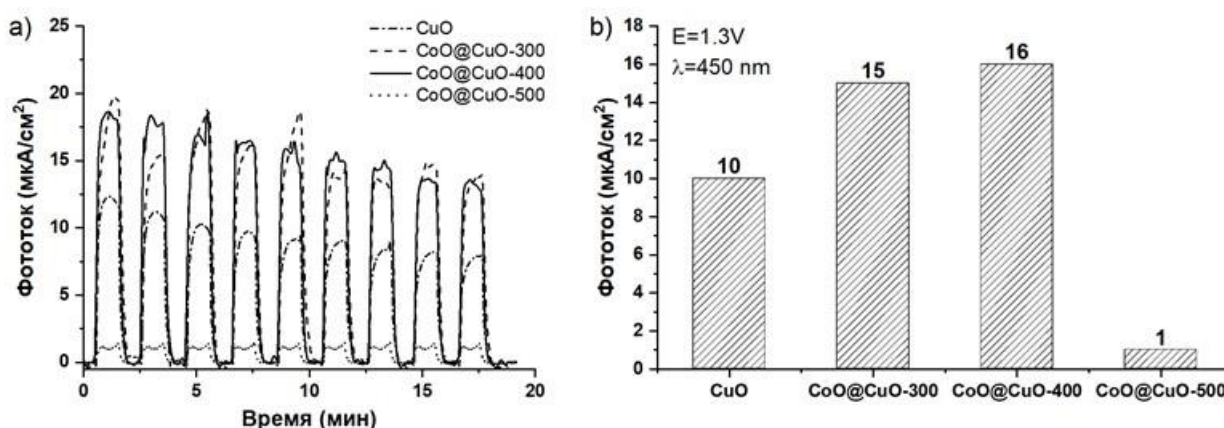 a)
25
20
15
10
5
0
0 5 10 15 20
Фототок (мкА/см²)
Время (мин)
CuO
CoO@CuO-300
CoO@CuO-400
CoO@CuO-500
b)
18
16
14
12
10
8
6
4
2
0
Фототок (мкА/см²)
E=1.3V
λ=450 nm
10
15
16
1
CuO CoO@CuO-300 CoO@CuO-400 CoO@CuO-500